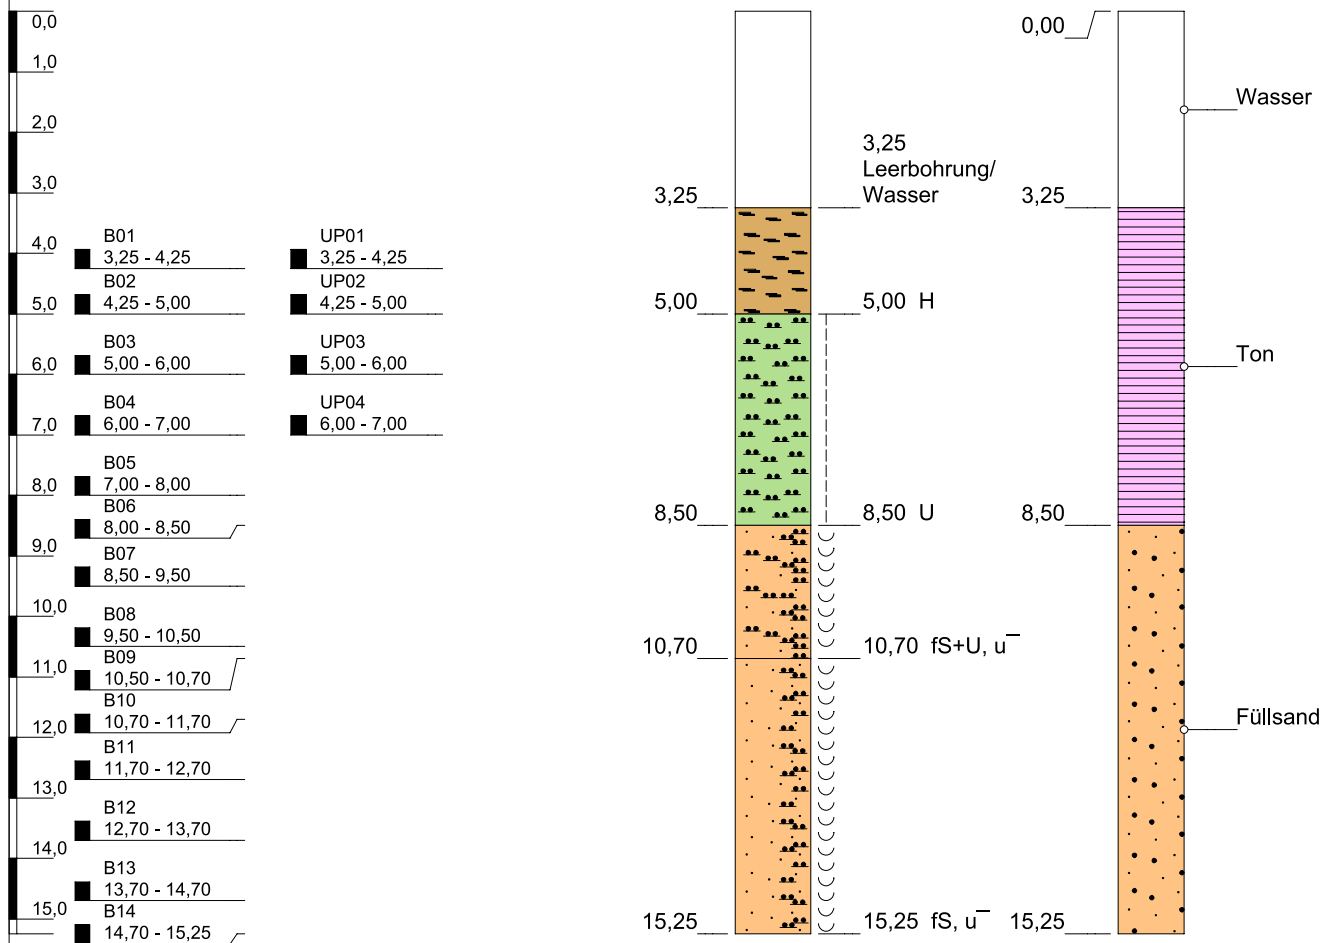 0,0
1,0
2,0
3,0
4,0
5,0
6,0
7,0
8,0
9,0
10,0
11,0
12,0
13,0
14,0
15,0
B01
3,25 - 4,25
B02
4,25 - 5,00
B03
5,00 - 6,00
B04
6,00 - 7,00
B05
7,00 - 8,00
B06
8,00 - 8,50
B07
8,50 - 9,50
B08
9,50 - 10,50
B09
10,50 - 10,70
B10
10,70 - 11,70
B11
11,70 - 12,70
B12
12,70 - 13,70
B13
13,70 - 14,70
B14
14,70 - 15,25
UP01
3,25 - 4,25
UP02
4,25 - 5,00
UP03
5,00 - 6,00
UP04
6,00 - 7,00
3,25
5,00
8,50
10,70
15,25
3,25
Leerbohrung/
Wasser
5,00 H
8,50 U
10,70 fS+U, u¯
15,25 fS, u¯
0,00
3,25
8,50
15,25
Wasser
Ton
Füllsand